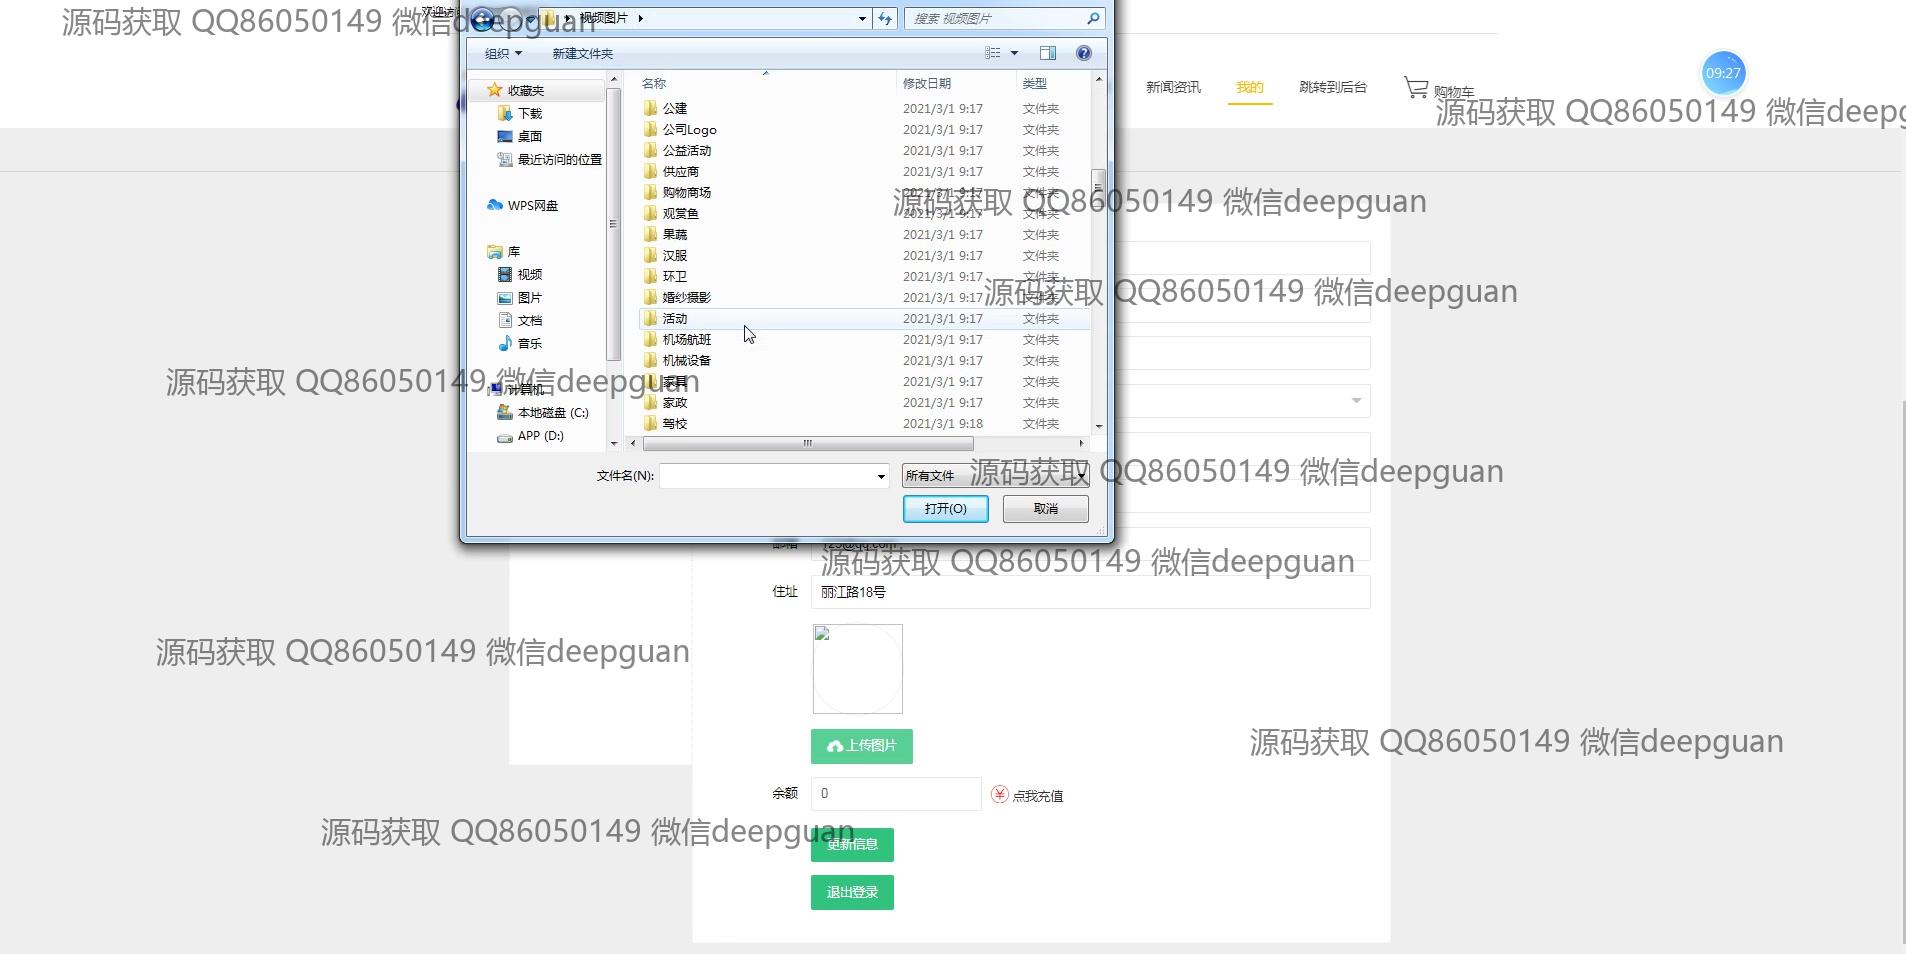 源码获取 QQ86050149 微信deepguan
视频图片
搜索 视频图片
组织
新建文件夹
收藏夹
下载
桌面
最近访问的位置
WPS网盘
库
视频
图片
文档
音乐
计算机
本地磁盘 (C:)
APP (D:)
名称 修改日期 类型
公建 2021/3/1 9:17 文件夹
公司Logo 2021/3/1 9:17 文件夹
公益活动 2021/3/1 9:17 文件夹
供应商 2021/3/1 9:17 文件夹
购物商场 2021/3/1 9:17 文件夹
观赏鱼 2021/3/1 9:17 文件夹
果蔬 2021/3/1 9:17 文件夹
汉服 2021/3/1 9:17 文件夹
环卫 2021/3/1 9:17 文件夹
婚纱摄影 2021/3/1 9:17 文件夹
活动 2021/3/1 9:17 文件夹
机场航班 2021/3/1 9:17 文件夹
机械设备 2021/3/1 9:17 文件夹
家具 2021/3/1 9:17 文件夹
家政 2021/3/1 9:17 文件夹
驾校 2021/3/1 9:18 文件夹
文件名(N):
所有文件
打开(O)
取消
新闻资讯
我的
跳转到后台
购物车
09:27
源码获取 QQ86050149 微信deepg
源码获取 QQ86050149 微信deepguan
源码获取 QQ86050149 微信deepguan
源码获取 QQ86050149 微信deepguan
源码获取 QQ86050149 微信deepguan
邮箱 123@qq.com
源码获取 QQ86050149 微信deepguan
住址 丽江路18号
源码获取 QQ86050149 微信deepguan
上传图片
源码获取 QQ86050149 微信deepguan
余额 0
点我充值
源码获取 QQ86050149 微信deepguan
更新信息
退出登录